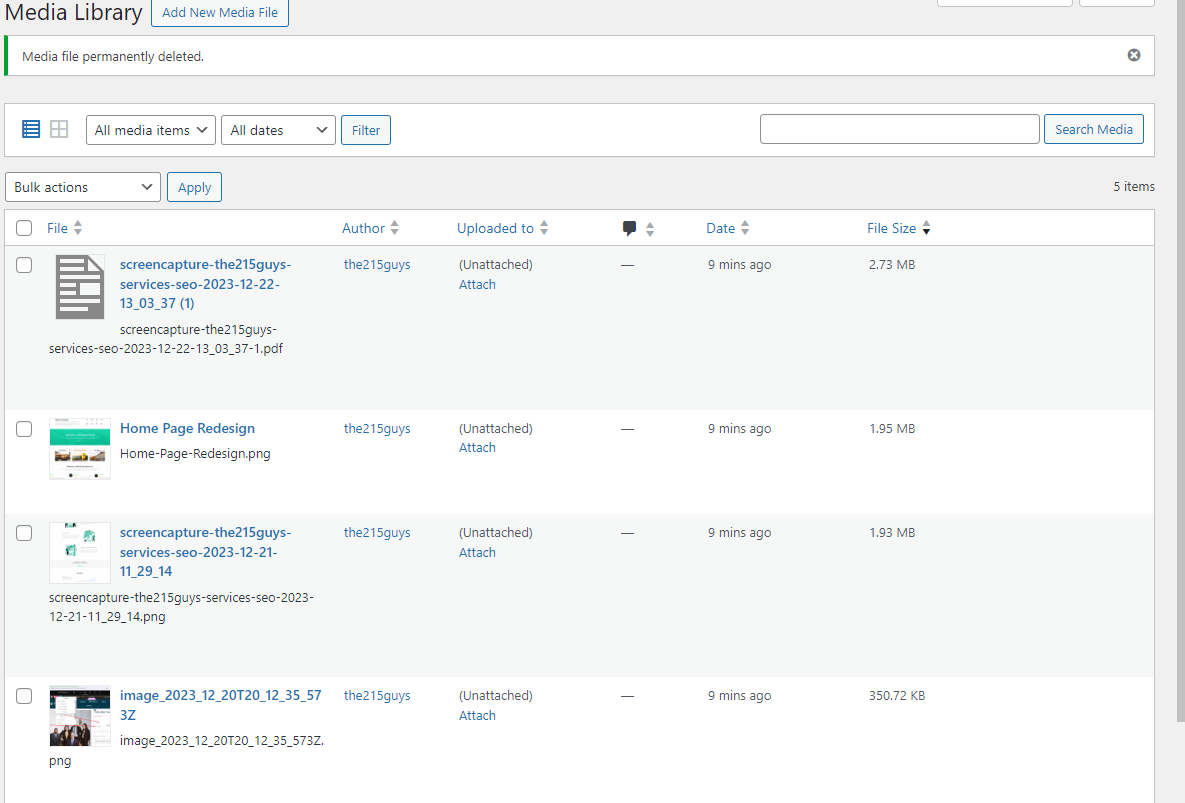 Media Library Add New Media File
Media file permanently deleted.
All media items All dates Filter Search Media
Bulk actions Apply 5 items
File Author Uploaded to Date File Size
screencapture-the215guys-
services-seo-2023-12-22-
13_03_37 (1)
the215guys (Unattached) — 9 mins ago 2.73 MB
Attach
screencapture-the215guys-
services-seo-2023-12-22-13_03_37-1.pdf
Home Page Redesign the215guys (Unattached) — 9 mins ago 1.95 MB
Attach
Home-Page-Redesign.png
screencapture-the215guys-
services-seo-2023-12-21-
11_29_14
the215guys (Unattached) — 9 mins ago 1.93 MB
Attach
screencapture-the215guys-services-seo-2023-
12-21-11_29_14.png
image_2023_12_20T20_12_35_57
3Z
the215guys (Unattached) — 9 mins ago 350.72 KB
Attach
image_2023_12_20T20_12_35_573Z.
png